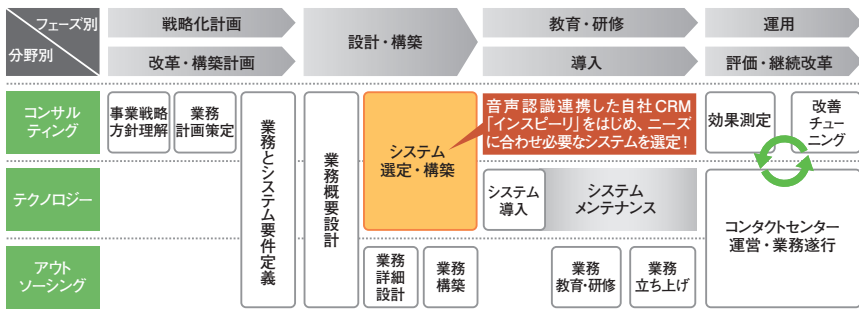 フェーズ別
分野別
戦略化計画
改革・構築計画
設計・構築
教育・研修
導入
運用
評価・継続改革
コンサル
ティング
事業戦略
方針理解
業務
計画策定
業務とシステム要件定義
業務概要設計
システム
選定・構築
音声認識連携した自社CRM
「インスピーリ」をはじめ、ニーズ
に合わせ必要なシステムを選定!
効果測定
改善
チュー
ニング
テクノロジー
システム
導入
システム
メンテナンス
コンタクトセンター
運営・業務遂行
アウト
ソーシング
業務
詳細
設計
業務
構築
業務
教育・研修
業務
立ち上げ